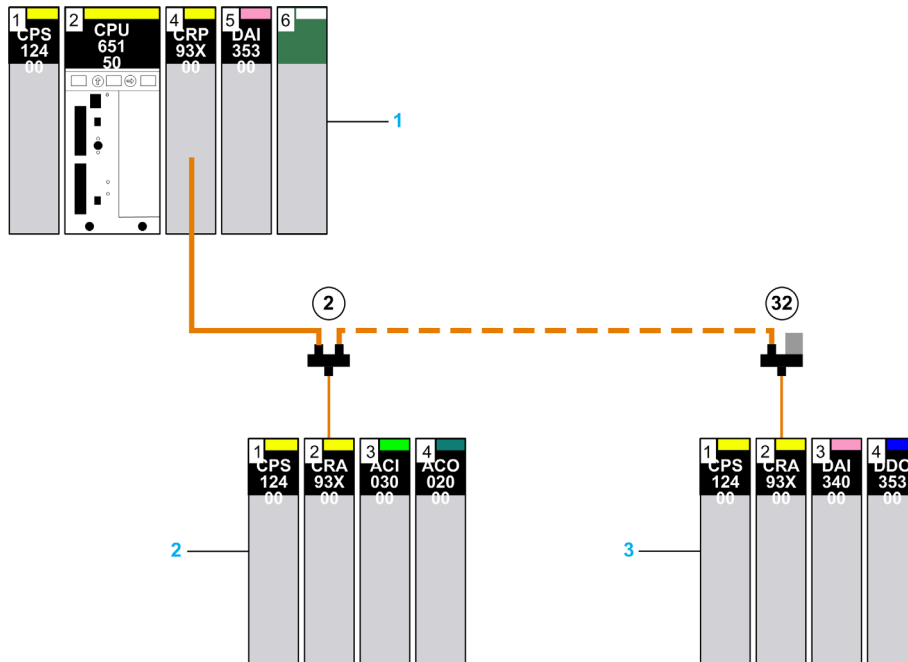 1 2 4 5 6
CPS CPU CRP DAI
124 651 93X 353
00 50 00 00
1
2 32
1 2 3 4 1 2 3 4
CPS CRA ACI ACO CPS CRA DAI DDO
124 93X 030 020 124 93X 340 353
00 00 00 00 00 00 00 00
2 3